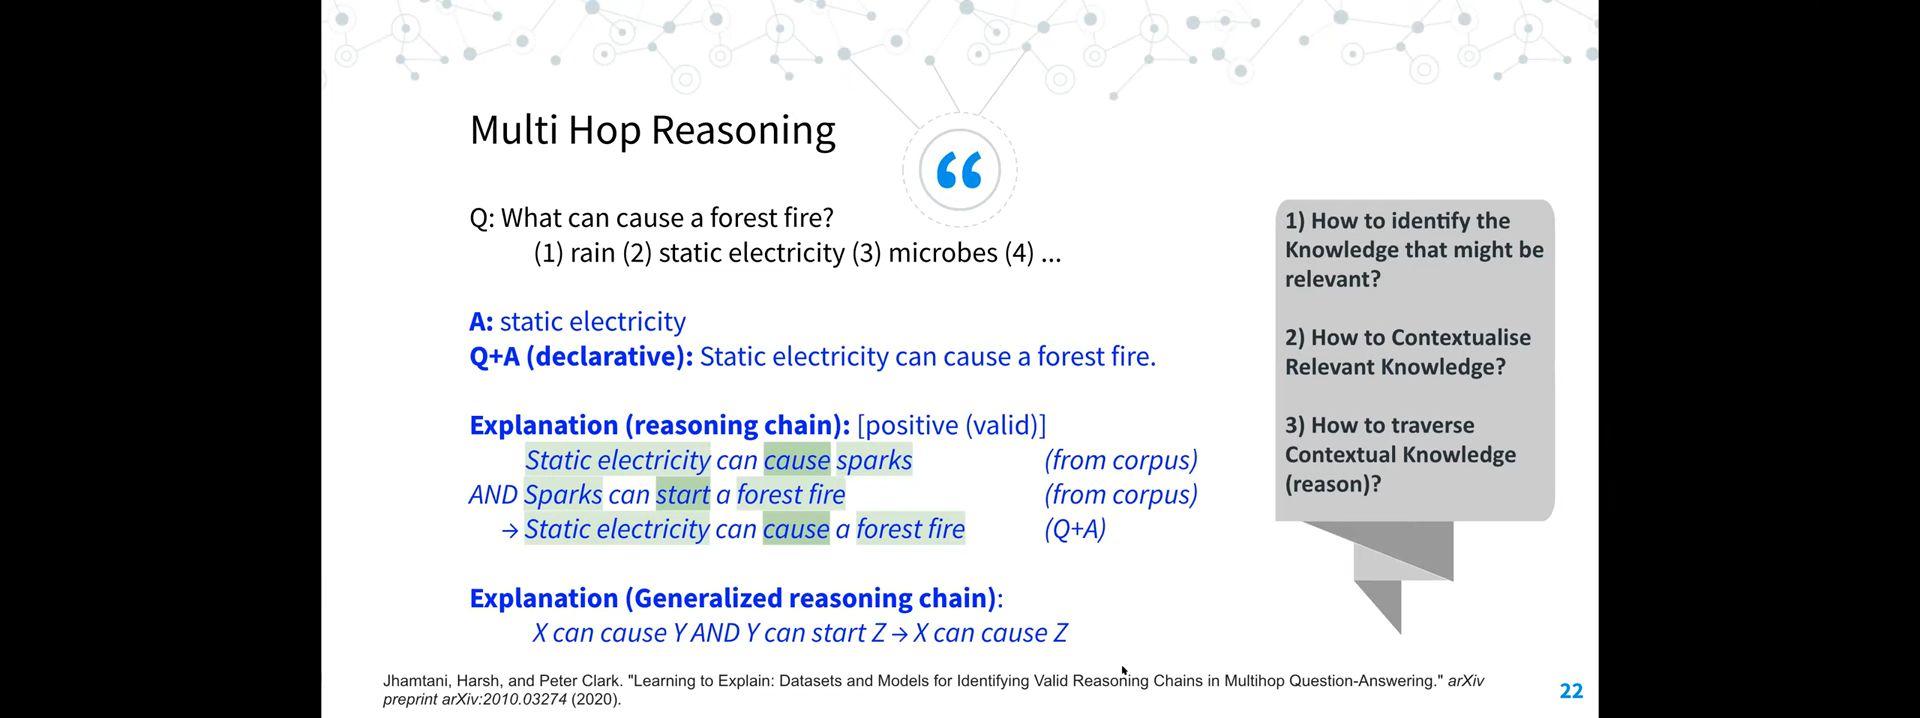 Multi Hop Reasoning
“
Q: What can cause a forest fire?
(1) rain (2) static electricity (3) microbes (4) ...
A: static electricity
Q+A (declarative): Static electricity can cause a forest fire.
Explanation (reasoning chain): [positive (valid)]
Static electricity can cause sparks (from corpus)
AND Sparks can start a forest fire (from corpus)
→ Static electricity can cause a forest fire (Q+A)
Explanation (Generalized reasoning chain):
X can cause Y AND Y can start Z → X can cause Z
1) How to identify the
Knowledge that might be
relevant?
2) How to Contextualise
Relevant Knowledge?
3) How to traverse
Contextual Knowledge
(reason)?
Jhamtani, Harsh, and Peter Clark. "Learning to Explain: Datasets and Models for Identifying Valid Reasoning Chains in Multihop Question-Answering." arXiv
preprint arXiv:2010.03274 (2020).
22